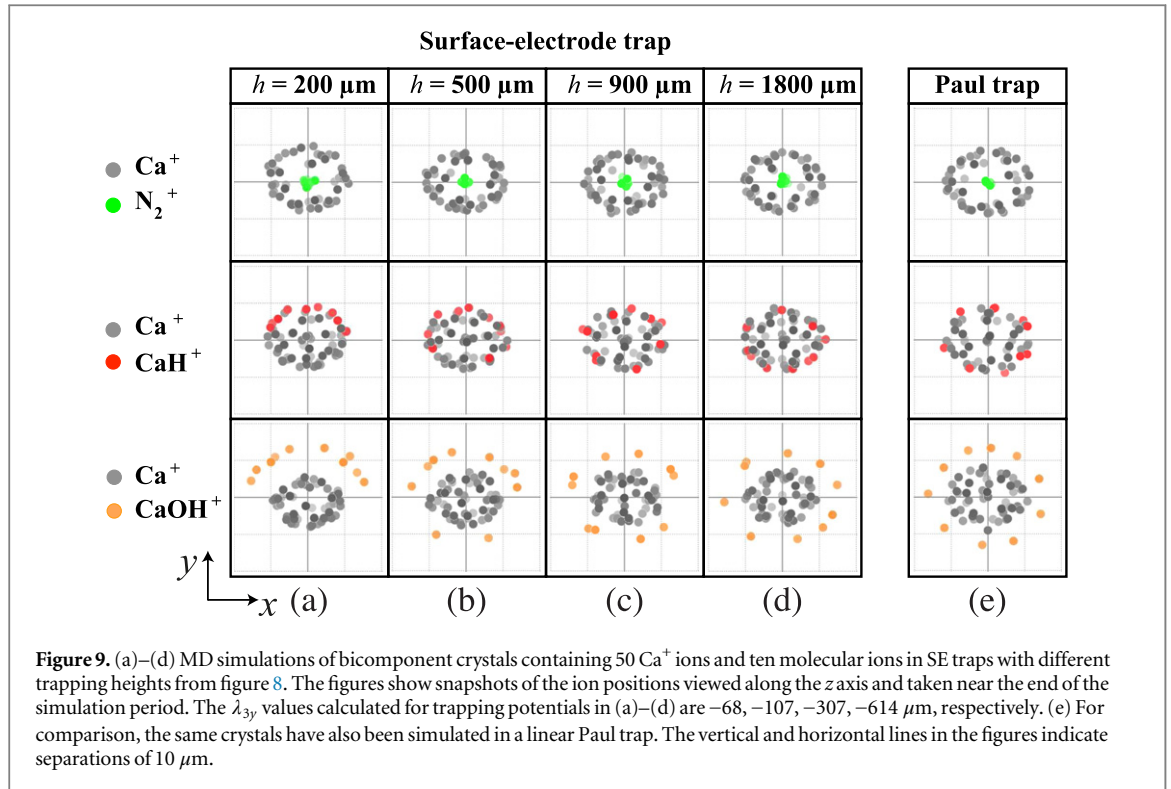 Surface-electrode trap
h = 200 µm h = 500 µm h = 900 µm h = 1800 µm Paul trap
Ca+
N2+
Ca+
CaH+
Ca+
CaOH+
y
x (a) (b) (c) (d) (e)
Figure 9. (a)–(d) MD simulations of bicomponent crystals containing 50 Ca+ ions and ten molecular ions in SE traps with different
trapping heights from figure 8. The figures show snapshots of the ion positions viewed along the z axis and taken near the end of the
simulation period. The λ3y values calculated for trapping potentials in (a)–(d) are −68, −107, −307, −614 µm, respectively. (e) For
comparison, the same crystals have also been simulated in a linear Paul trap. The vertical and horizontal lines in the figures indicate
separations of 10 µm.